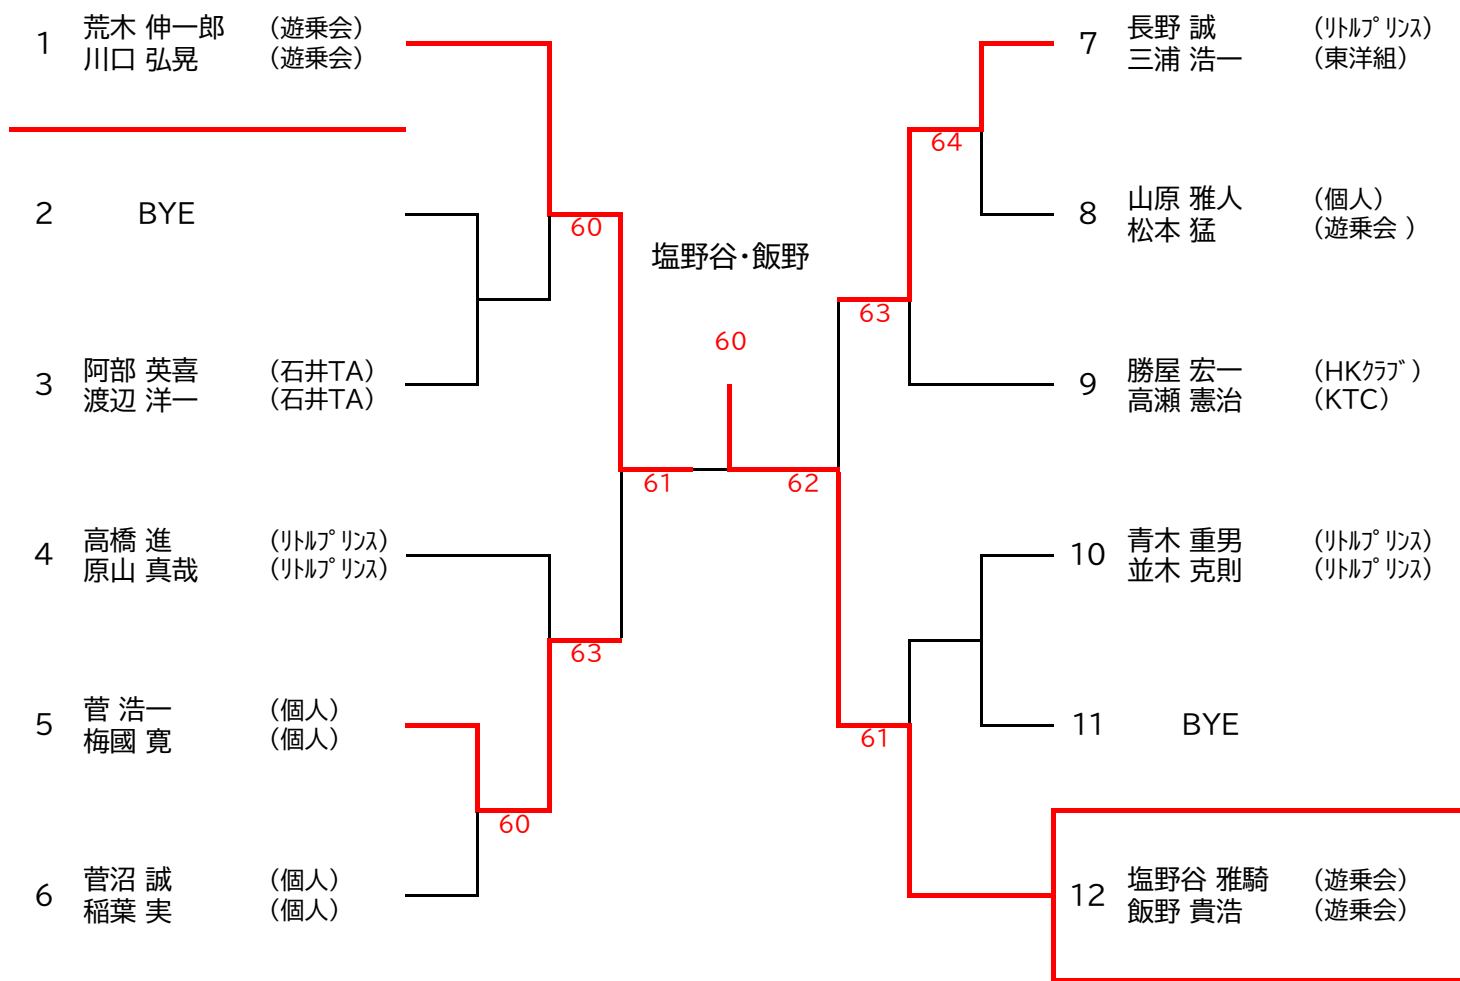 1 荒木 伸一郎 (遊乗会)
川口 弘晃 (遊乗会)
2 BYE
3 阿部 英喜 (石井TA)
渡辺 洋一 (石井TA)
4 高橋 進 (ﾘﾄﾙﾌﾟﾘﾝｽ)
原山 真哉 (ﾘﾄﾙﾌﾟﾘﾝｽ)
5 菅 浩一 (個人)
梅國 寛 (個人)
6 菅沼 誠 (個人)
稲葉 実 (個人)
60
63
60
61
塩野谷・飯野
60
62
64
63
61
7 長野 誠 (ﾘﾄﾙﾌﾟﾘﾝｽ)
三浦 浩一 (東洋組)
8 山原 雅人 (個人)
松本 猛 (遊乗会 )
9 勝屋 宏一 (HKｸﾗﾌﾞ)
高瀬 憲治 (KTC)
10 青木 重男 (ﾘﾄﾙﾌﾟﾘﾝｽ)
並木 克則 (ﾘﾄﾙﾌﾟﾘﾝｽ)
11 BYE
12 塩野谷 雅騎 (遊乗会)
飯野 貴浩 (遊乗会)